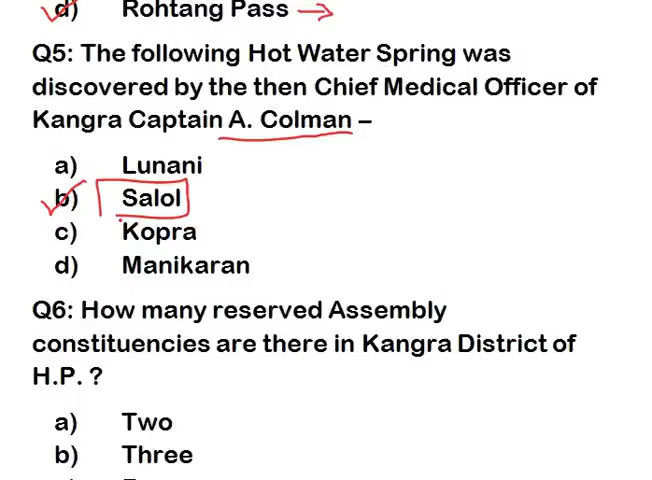 d) Rohtang Pass
Q5: The following Hot Water Spring was
discovered by the then Chief Medical Officer of
Kangra Captain A. Colman –
a) Lunani
b) Salol
c) Kopra
d) Manikaran
Q6: How many reserved Assembly
constituencies are there in Kangra District of
H.P. ?
a) Two
b) Three